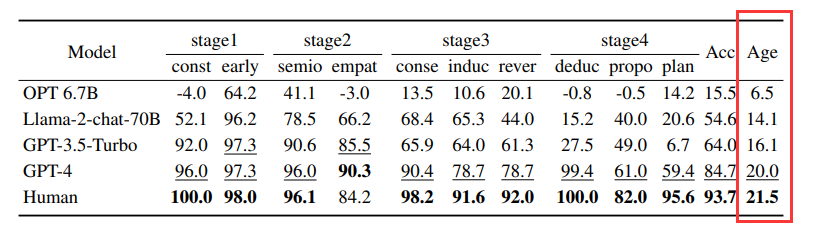 Model stage1 stage2 stage3 stage4 Acc Age
const early semio empat conse induc rever deduc propo plan
OPT 6.7B -4.0 64.2 41.1 -3.0 13.5 10.6 20.1 -0.8 -0.5 14.2 15.5 6.5
Llama-2-chat-70B 52.1 96.2 78.5 66.2 68.4 65.3 44.0 15.2 40.0 20.6 54.6 14.1
GPT-3.5-Turbo 92.0 97.3 90.6 85.5 65.9 64.0 61.3 27.5 49.0 6.7 64.0 16.1
GPT-4 96.0 97.3 96.0 90.3 90.4 78.7 78.7 99.4 61.0 59.4 84.7 20.0
Human 100.0 98.0 96.1 84.2 98.2 91.6 92.0 100.0 82.0 95.6 93.7 21.5